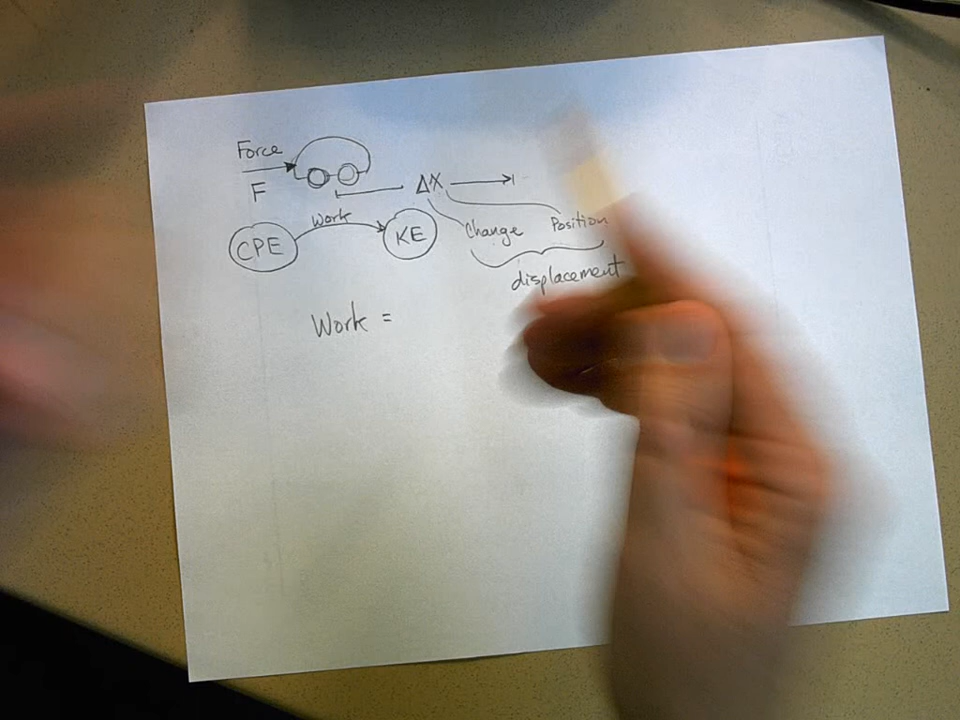 Force
F
ΔX
Work
CPE
KE
Change Position
displacement
Work =